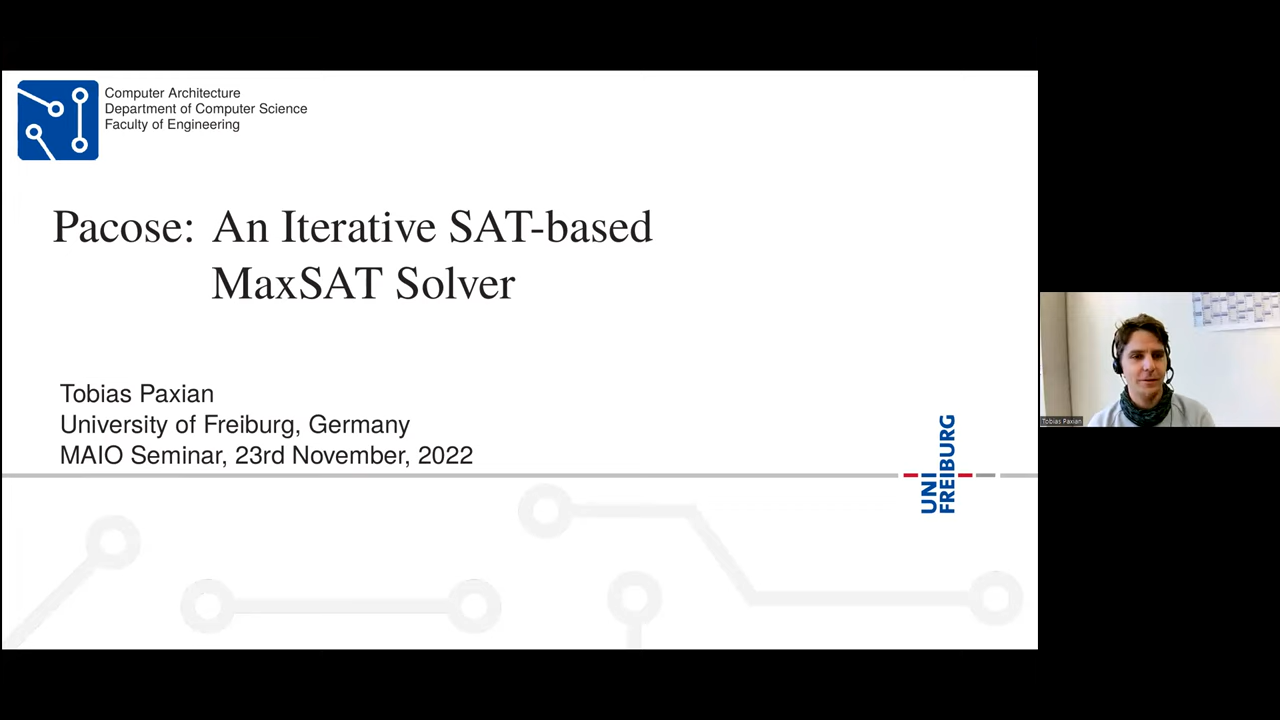 Computer Architecture
Department of Computer Science
Faculty of Engineering
Pacose: An Iterative SAT-based
MaxSAT Solver
Tobias Paxian
University of Freiburg, Germany
MAIO Seminar, 23rd November, 2022
UNI
FREIBURG
Tobias Paxian